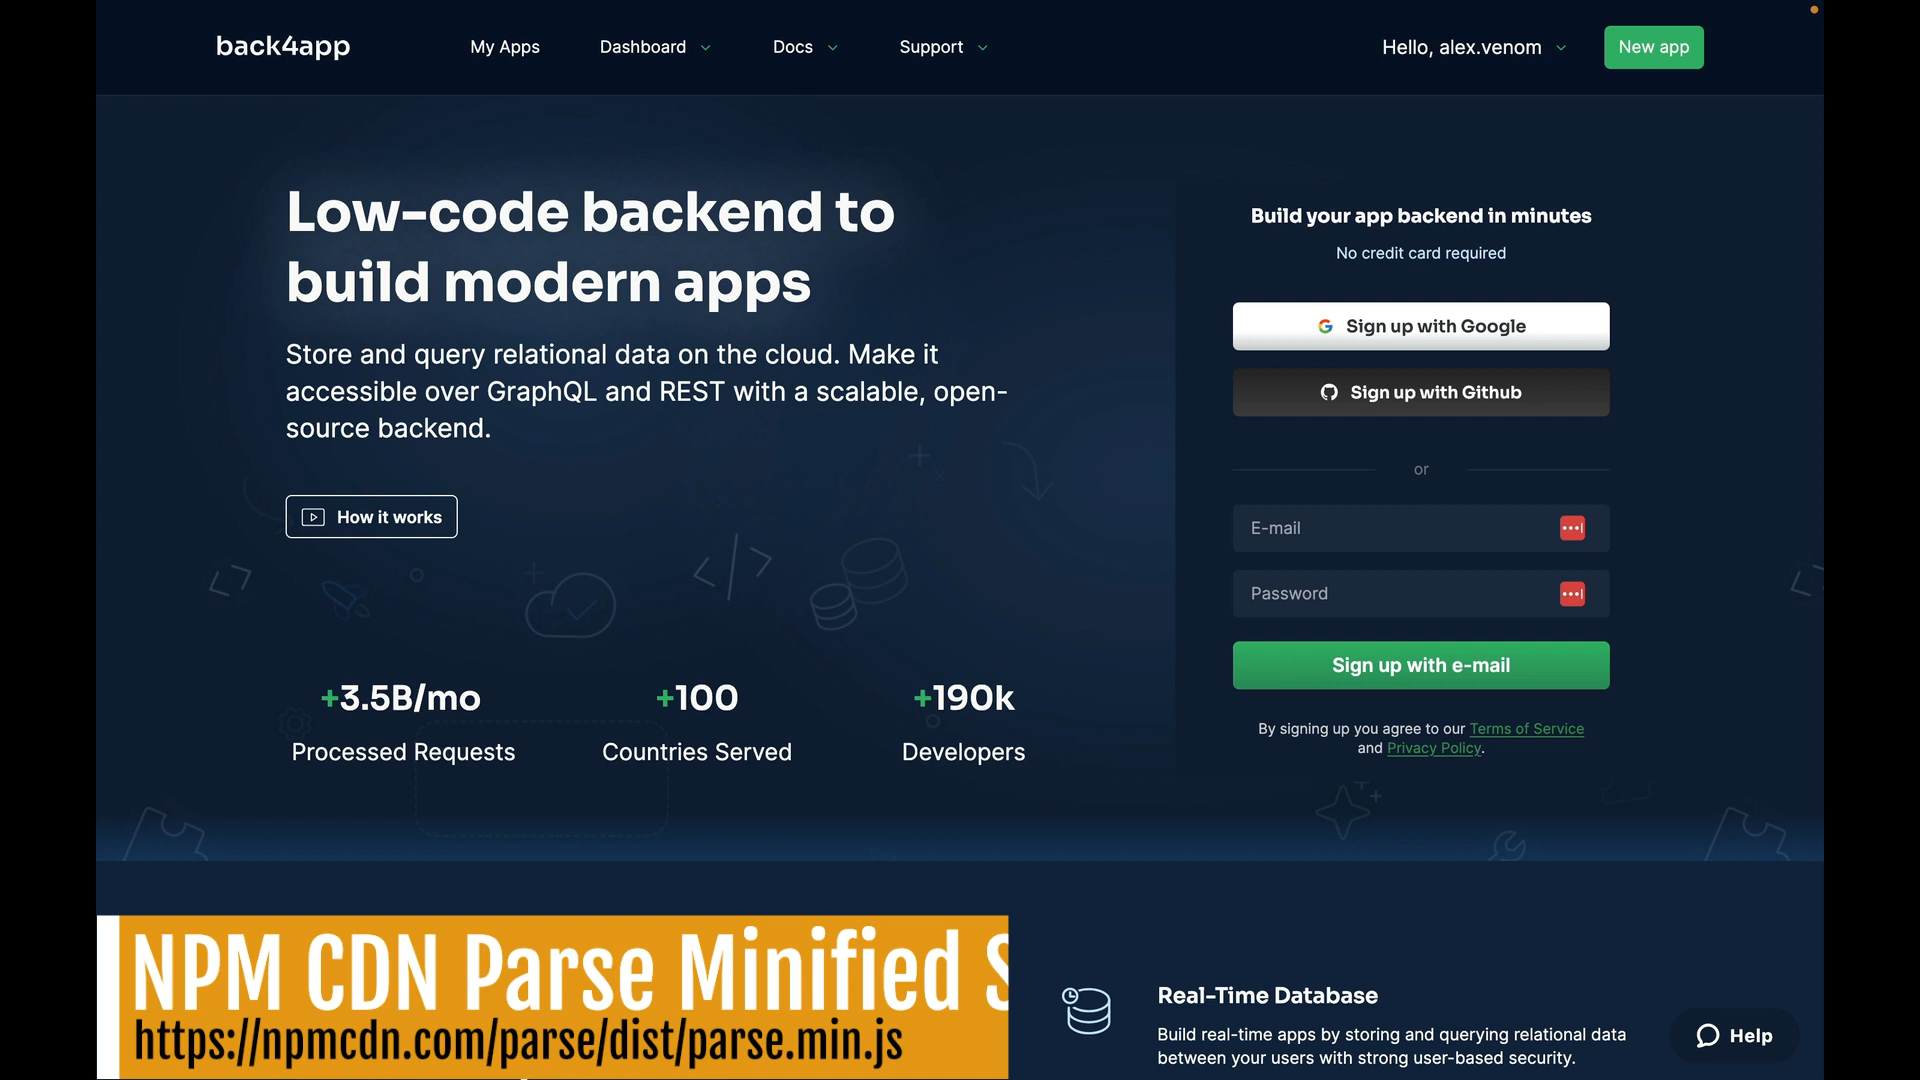 back4app
My Apps
Dashboard
Docs
Support
Hello, alex.venom
New app
Low-code backend to
build modern apps
Store and query relational data on the cloud. Make it
accessible over GraphQL and REST with a scalable, open-
source backend.
How it works
+3.5B/mo
Processed Requests
+100
Countries Served
+190k
Developers
Build your app backend in minutes
No credit card required
Sign up with Google
Sign up with Github
or
E-mail
Password
Sign up with e-mail
By signing up you agree to our Terms of Service
and Privacy Policy.
NPM CDN Parse Minified S
https://npmcdn.com/parse/dist/parse.min.js
Real-Time Database
Build real-time apps by storing and querying relational data
between your users with strong user-based security.
Help